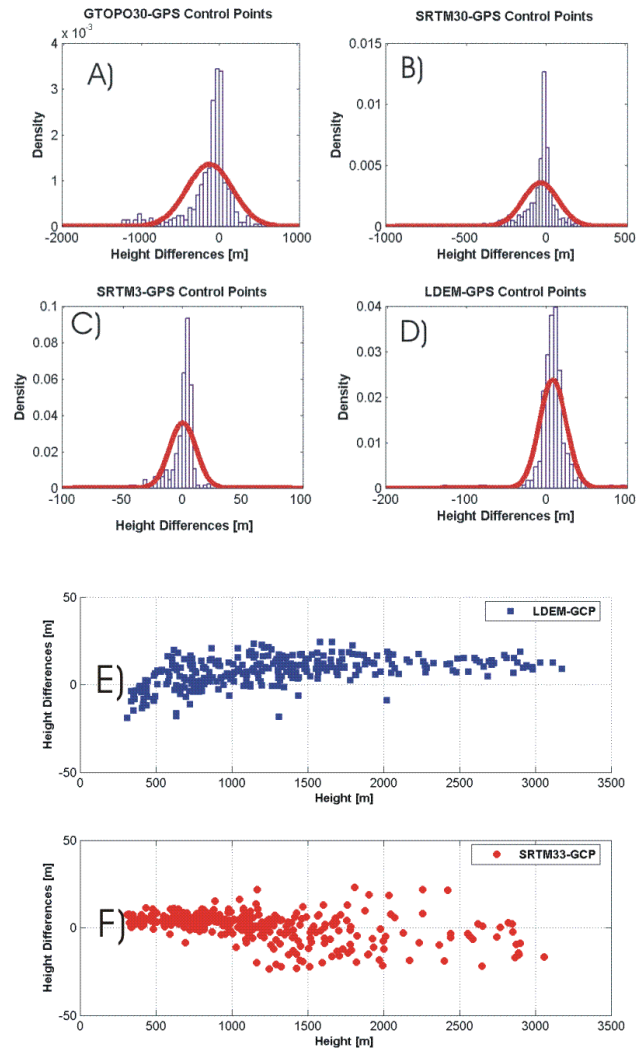 GTOPO30-GPS Control Points
x 10^-3
A)
4
3
2
1
0
Density
-2000 -1000 0 1000
Height Differences [m]
SRTM30-GPS Control Points
B)
0.015
0.01
0.005
0
Density
-1000 -500 0 500
Height Differences [m]
SRTM3-GPS Control Points
C)
0.1
0.08
0.06
0.04
0.02
0
Density
-100 -50 0 50 100
Height Differences [m]
LDEM-GPS Control Points
D)
0.04
0.03
0.02
0.01
0
Density
-200 -100 0 100
Height Differences [m]
LDEM-GCP
E)
50
0
-50
Height Differences [m]
0 500 1000 1500 2000 2500 3000 3500
Height [m]
SRTM33-GCP
F)
50
0
-50
Height Differences [m]
0 500 1000 1500 2000 2500 3000 3500
Height [m]